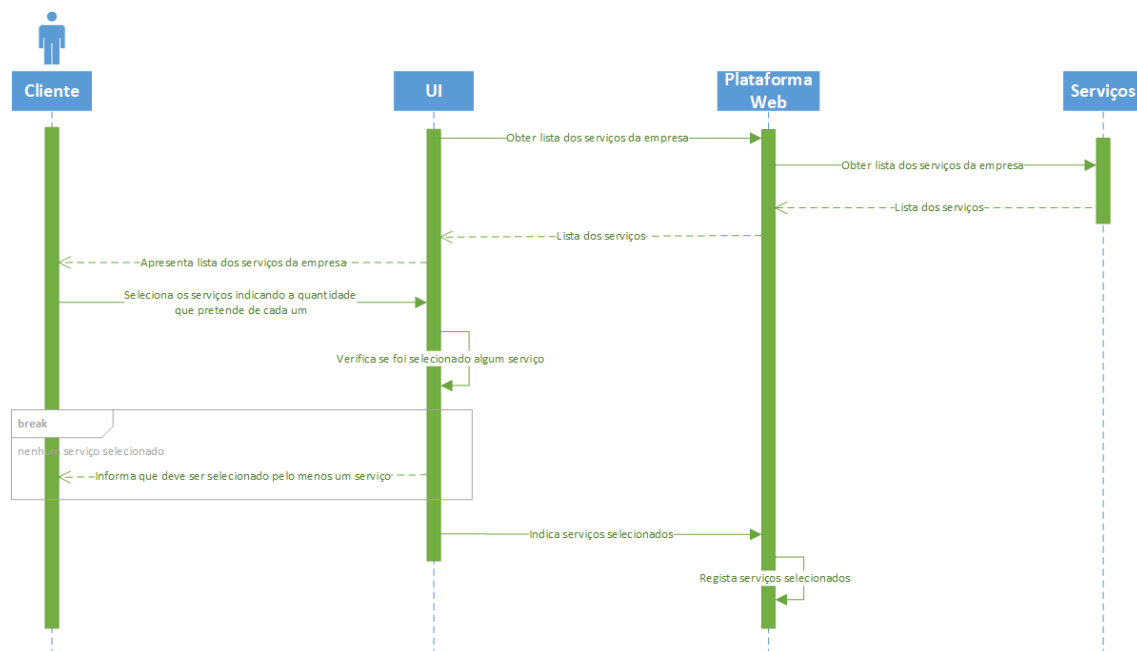 Cliente
UI
Plataforma
Web
Serviços
Obter lista dos serviços da empresa
Obter lista dos serviços da empresa
Lista dos serviços
Lista dos serviços
Apresenta lista dos serviços da empresa
Seleciona os serviços indicando a quantidade
que pretende de cada um
Verifica se foi selecionado algum serviço
break
nenhum serviço selecionado
Informa que deve ser selecionado pelo menos um serviço
Indica serviços selecionados
Regista serviços selecionados